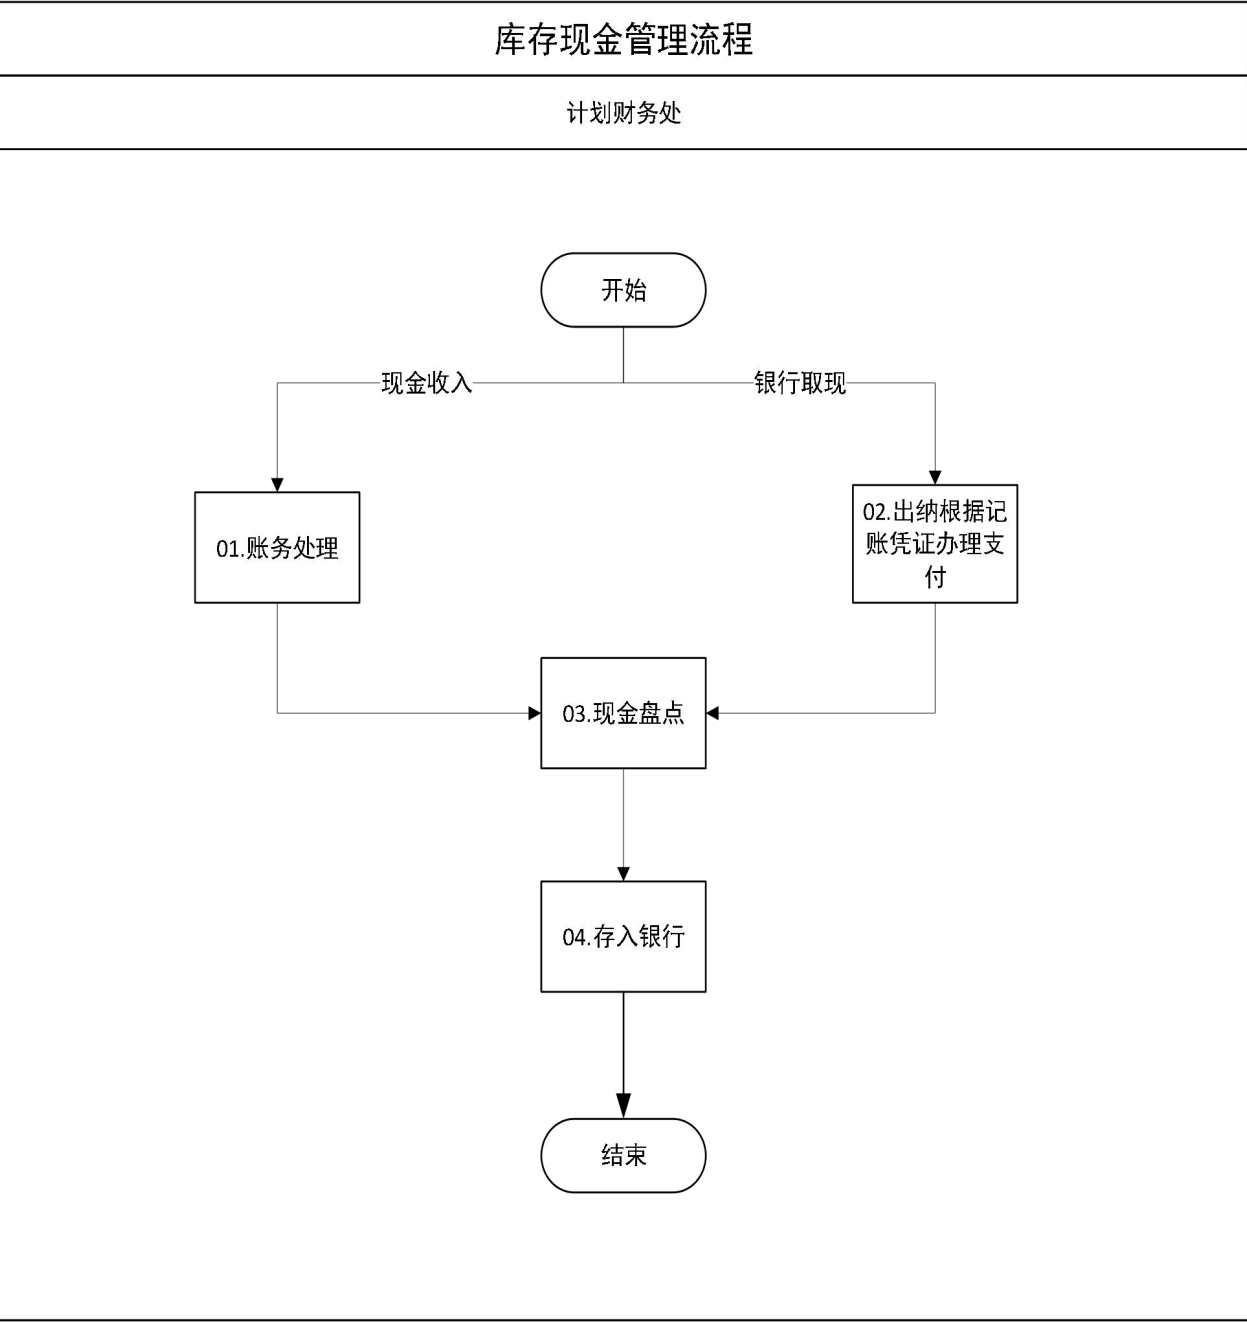 库存现金管理流程
计划财务处
开始
现金收入
银行取现
01.账务处理
02.出纳根据记
账凭证办理支
付
03.现金盘点
04.存入银行
结束